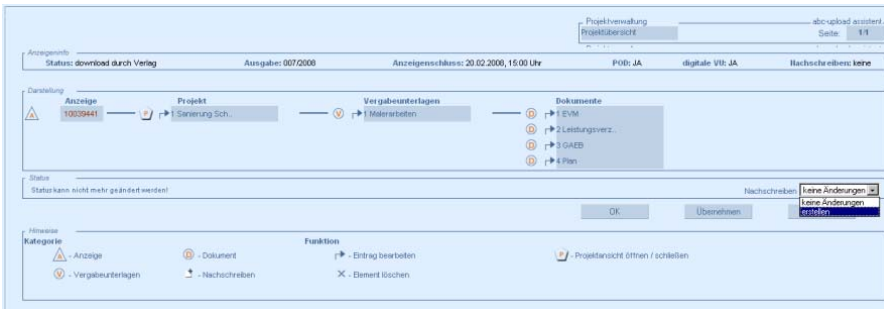 Projektverwaltung abc-upload assistent.
Projektübersicht Seite: 1/1
Anzeigeninfo
Status: download durch Verlag Ausgabe: 007/2008 Anzeigenschluss: 20.02.2008, 15:00 Uhr POD: JA digitale VU: JA Nachschreiben: keine
Darstellung
Anzeige Projekt Vergabeunterlagen Dokumente
A 10839441 P 1 Sanierung Sch.. V 1 Malerarbeiten D 1 EVM
D 2 Leistungsverz..
D 3 GAEB
D 4 Plan
Status
Status kann nicht mehr geändert werden! Nachschreiben keine Änderungen
keine Änderungen
erstellen
OK Übernehmen
Hinweise
Kategorie Funktion
A - Anzeige D - Dokument - Eintrag bearbeiten P - Projektansicht öffnen / schließen
V - Vergabeunterlagen - Nachschreiben - Element löschen